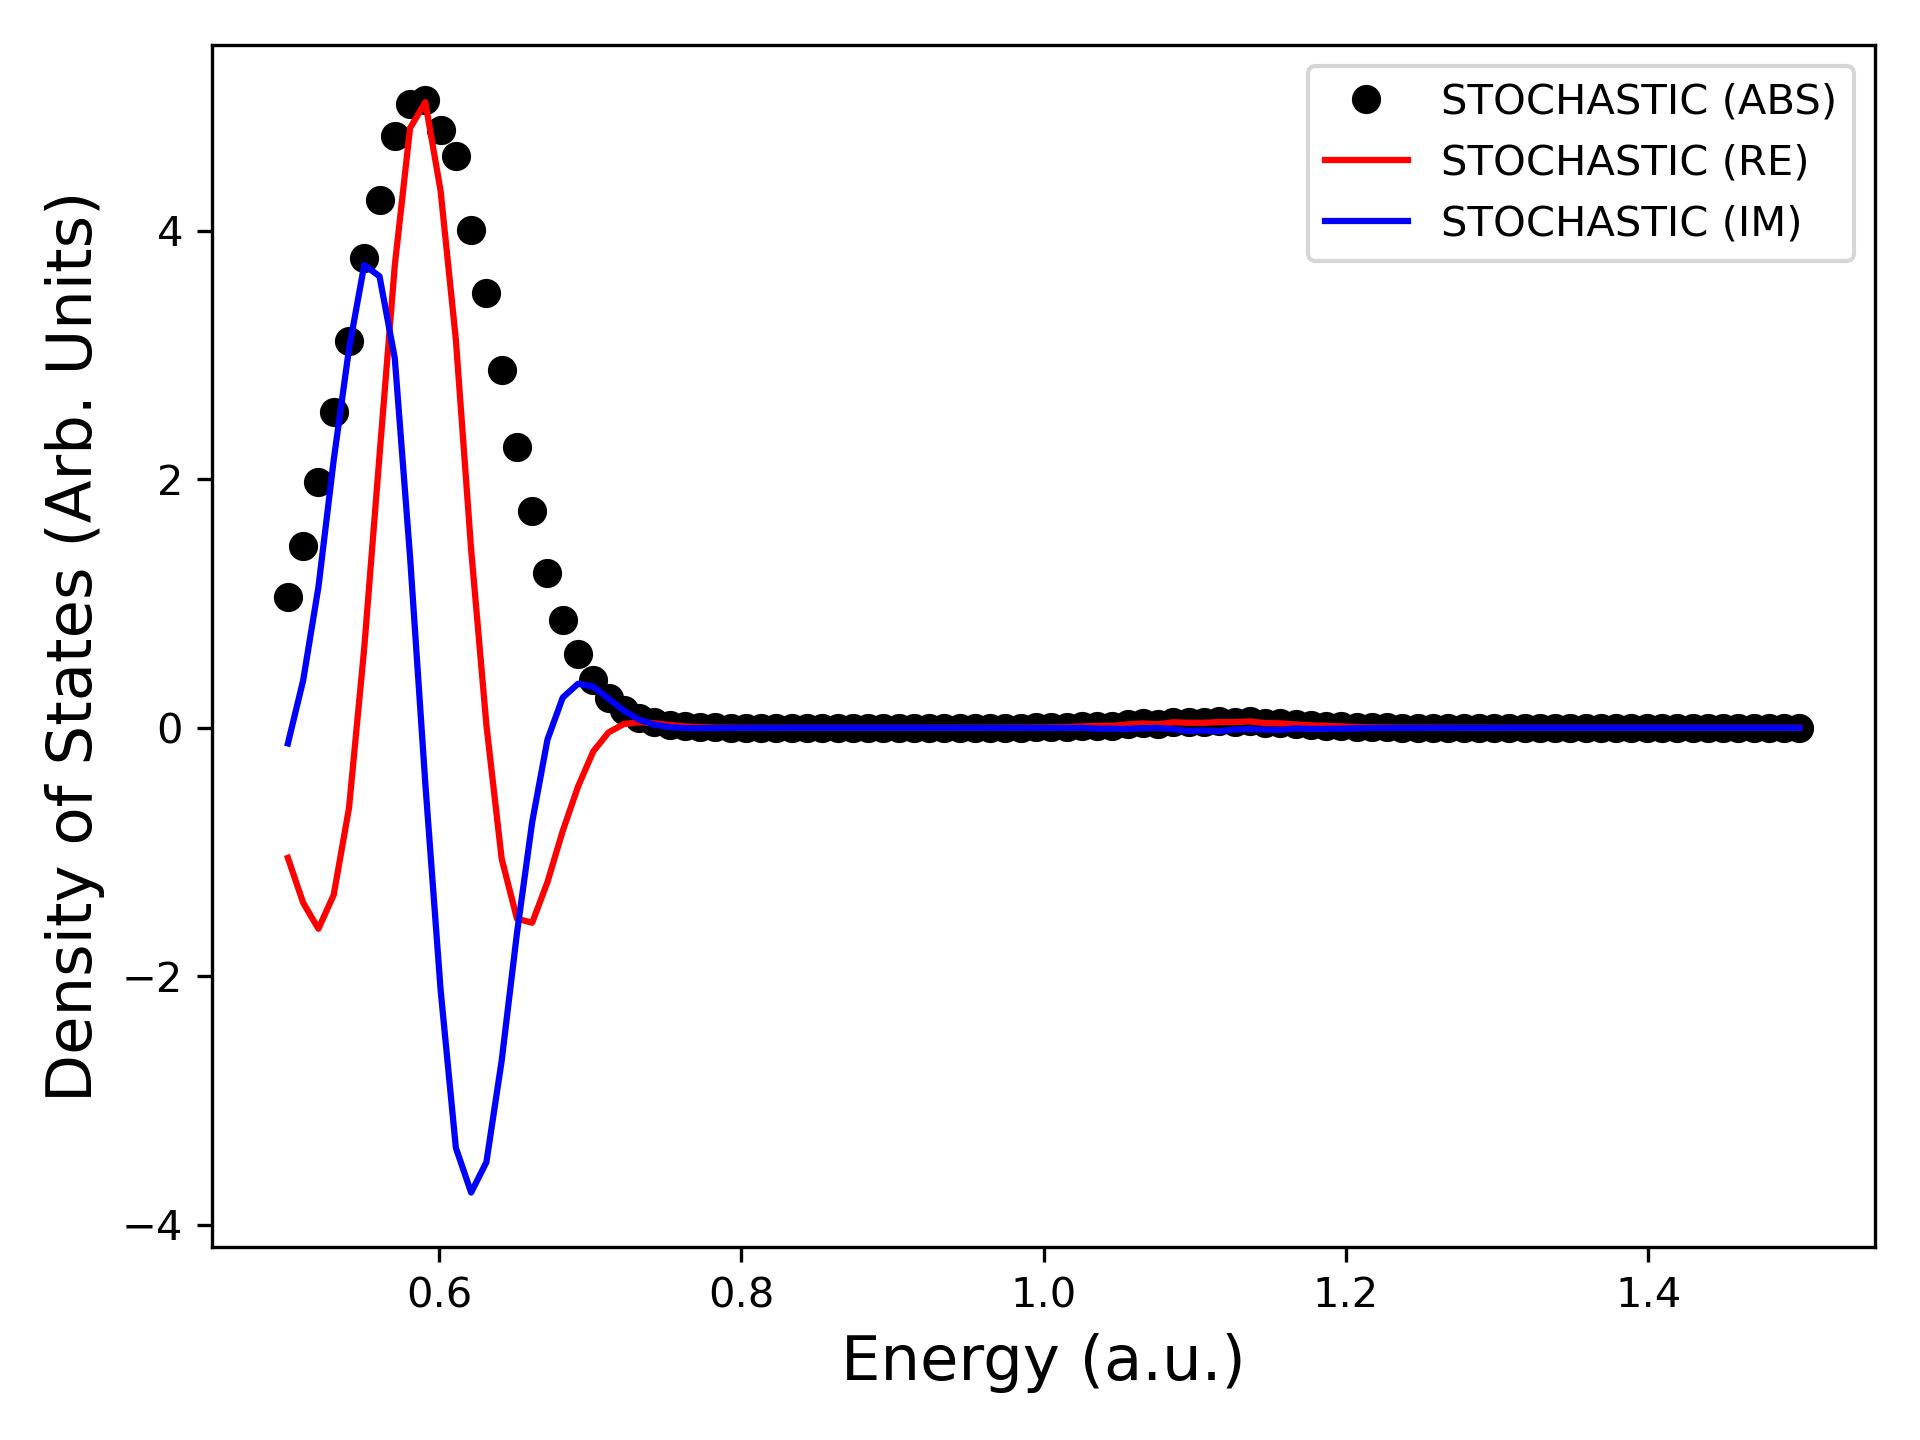 STOCHASTIC (ABS)
STOCHASTIC (RE)
STOCHASTIC (IM)
Density of States (Arb. Units)
4
2
0
−2
−4
0.6
0.8
1.0
1.2
1.4
Energy (a.u.)